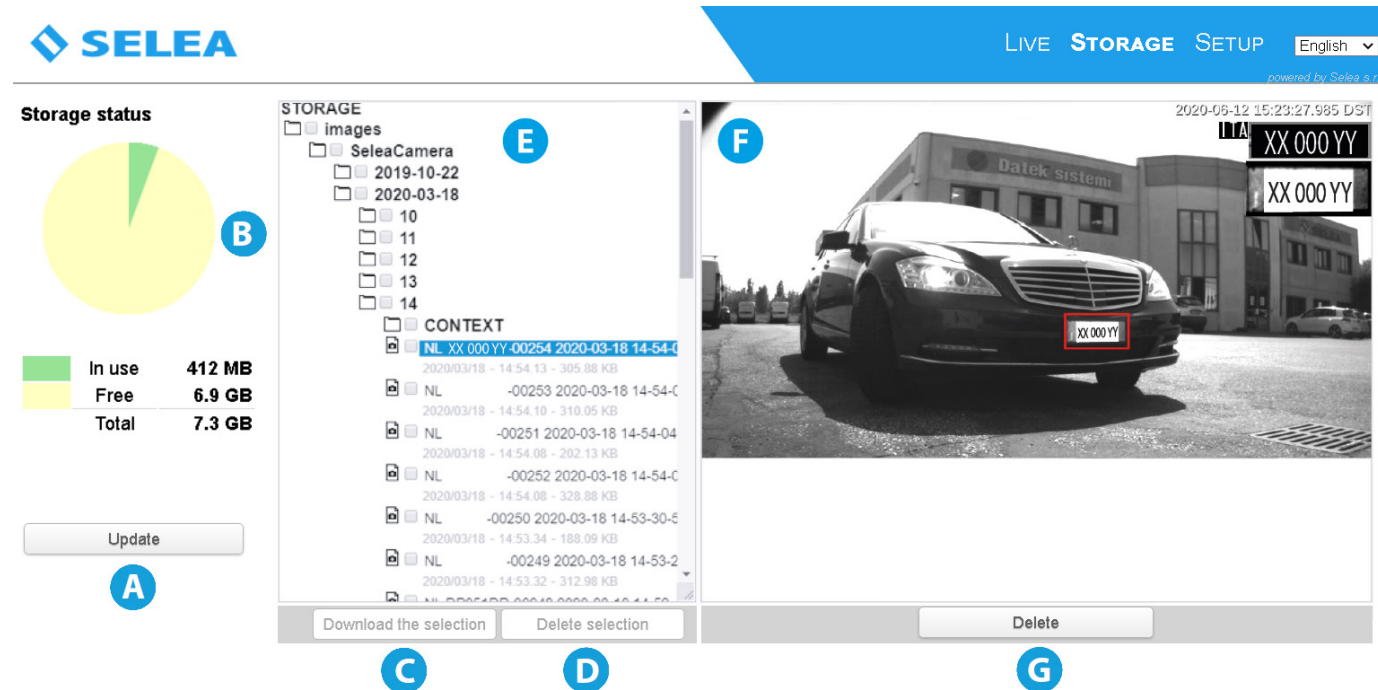 SELEA
LIVE STORAGE SETUP English
powered by Selea s.r
Storage status
B
In use 412 MB
Free 6.9 GB
Total 7.3 GB
Update
A
STORAGE
E
images
SeleaCamera
2019-10-22
2020-03-18
10
11
12
13
14
CONTEXT
NL XX 000 YY-00254 2020-03-18 14-54-0
2020/03/18 - 14:54.13 - 305.88 KB
NL -00253 2020-03-18 14-54-0
2020/03/18 - 14:54.10 - 310.05 KB
NL -00251 2020-03-18 14-54-04
2020/03/18 - 14:54.08 - 202.13 KB
NL -00252 2020-03-18 14-54-0
2020/03/18 - 14:54.08 - 328.88 KB
NL -00250 2020-03-18 14-53-30-5
2020/03/18 - 14:53.34 - 188.09 KB
NL -00249 2020-03-18 14-53-2
2020/03/18 - 14:53.32 - 312.98 KB
Download the selection
Delete selection
C
D
F
2020-06-12 15:23:27.985 DST
ITA XX 000 YY
XX 000 YY
Datek sistemi
XX 000 YY
Delete
G